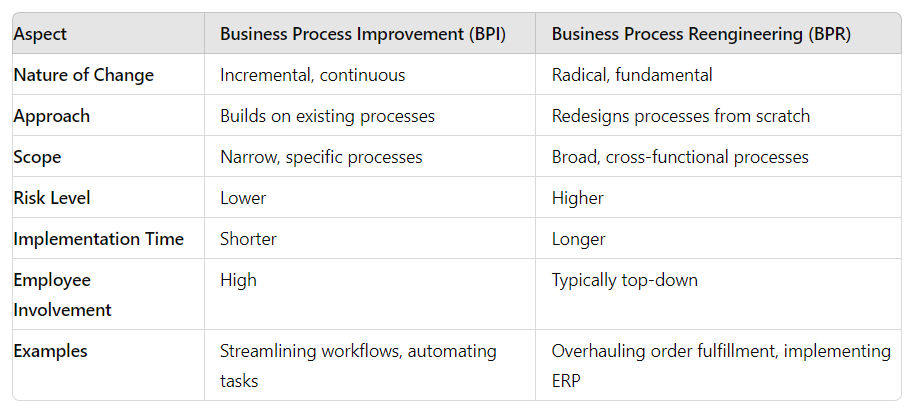 Aspect Business Process Improvement (BPI) Business Process Reengineering (BPR)
Nature of Change Incremental, continuous Radical, fundamental
Approach Builds on existing processes Redesigns processes from scratch
Scope Narrow, specific processes Broad, cross-functional processes
Risk Level Lower Higher
Implementation Time Shorter Longer
Employee High Typically top-down
Involvement
Examples Streamlining workflows, automating Overhauling order fulfillment, implementing
tasks ERP